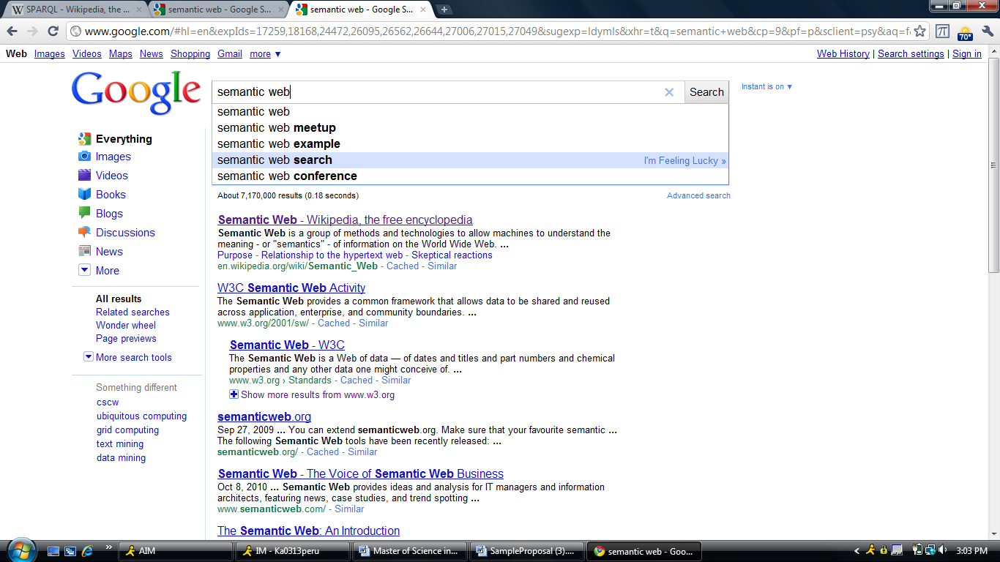 SPARQL - Wikipedia, the ...
semantic web - Google S...
semantic web - Google S...
www.google.com/#hl=en&expIds=17259,18168,24472,26095,26562,26644,27006,27015,27049&sugexp=ldymls&xhr=t&q=semantic+web&cp=9&pf=p&sclient=psy&aq=f
70°
Web Images Videos Maps News Shopping Gmail more ▼
Web History | Search settings | Sign in
Google
semantic web
Search
Instant is on ▼
semantic web
semantic web meetup
semantic web example
semantic web search
I'm Feeling Lucky »
semantic web conference
About 7,170,000 results (0.18 seconds)
Advanced search
Everything
Images
Videos
Books
Blogs
Discussions
News
More
All results
Related searches
Wonder wheel
Page previews
More search tools
Something different
cscw
ubiquitous computing
grid computing
text mining
data mining
Semantic Web - Wikipedia, the free encyclopedia
Semantic Web is a group of methods and technologies to allow machines to understand the
meaning - or "semantics" - of information on the World Wide Web. ...
Purpose - Relationship to the hypertext web - Skeptical reactions
en.wikipedia.org/wiki/Semantic_Web - Cached - Similar
W3C Semantic Web Activity
The Semantic Web provides a common framework that allows data to be shared and reused
across application, enterprise, and community boundaries. ...
www.w3.org/2001/sw/ - Cached - Similar
Semantic Web - W3C
The Semantic Web is a Web of data — of dates and titles and part numbers and chemical
properties and any other data one might conceive of. ...
www.w3.org › Standards - Cached - Similar
Show more results from www.w3.org
semanticweb.org
Sep 27, 2009 ... You can extend semanticweb.org. Make sure that your favourite semantic ...
The following Semantic Web tools have been recently released: ...
semanticweb.org/ - Cached - Similar
Semantic Web - The Voice of Semantic Web Business
Oct 8, 2010 ... Semantic Web provides ideas and analysis for IT managers and information
architects, featuring news, case studies, and trend spotting ...
www.semanticweb.com/ - Similar
The Semantic Web: An Introduction
AIM
IM - Ka0313peru
Master of Science in...
SampleProposal (3)....
semantic web - Goo...
3:03 PM